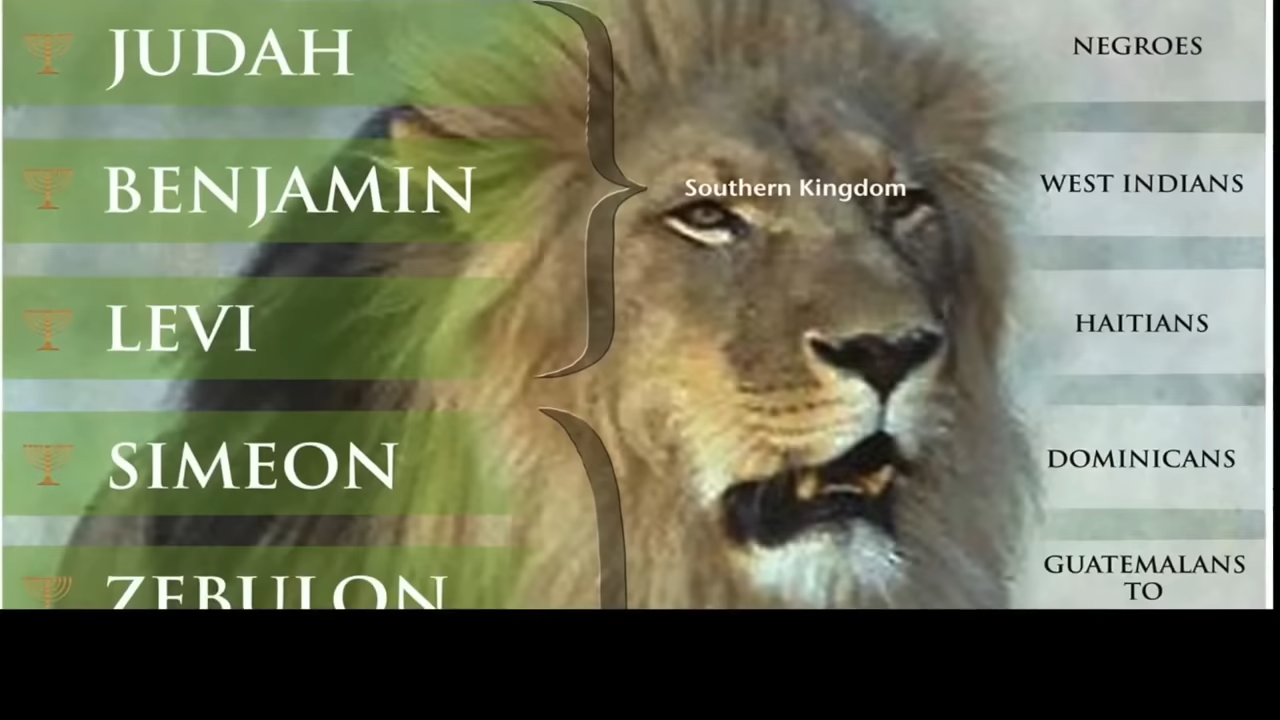 JUDAH
NEGROES
BENJAMIN
Southern Kingdom
WEST INDIANS
LEVI
HAITIANS
SIMEON
DOMINICANS
ZEBULON
GUATEMALANS
TO